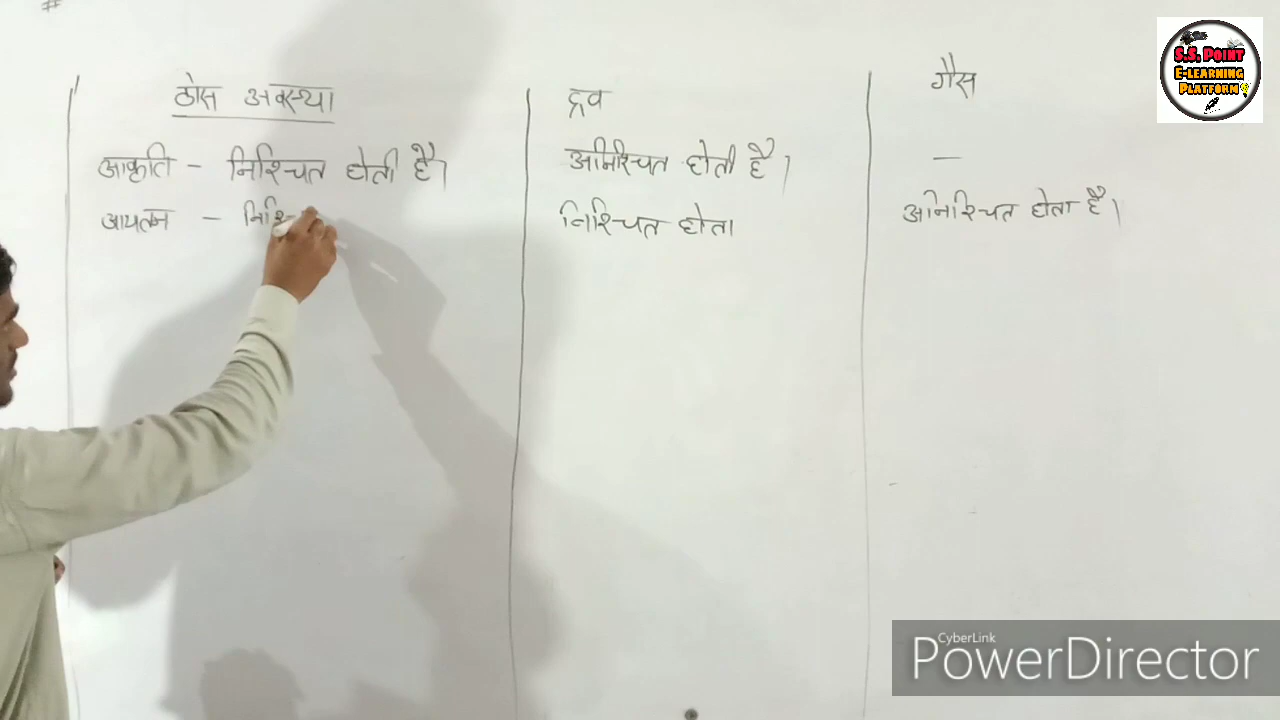 #
ठोस अवस्था
आकृति - निश्चित होती है।
आयतन - निश्चि
द्रव
अनिश्चित होती है।
निश्चित होता
गैस
—
अनिश्चित होता है।
S.S. POINT
E-LEARNING
PLATFORM
CyberLink
PowerDirector